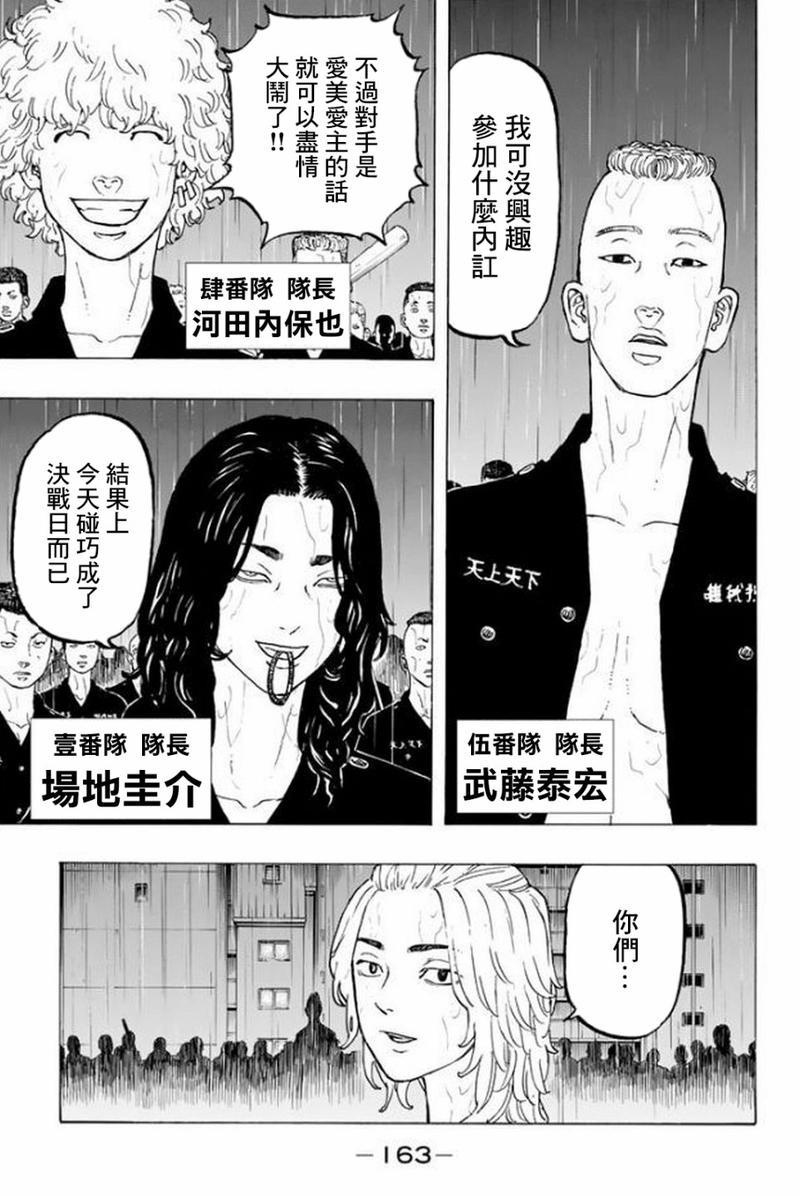 我可沒興趣
參加什麼內訌
天上天下
伍番隊 隊長
武藤泰宏
不過對手是
愛美愛主的話
就可以盡情
大鬧了!!
肆番隊 隊長
河田內保也
結果上
今天碰巧成了
決戰日而已
天上天下
壹番隊 隊長
場地圭介
你們…
—163—